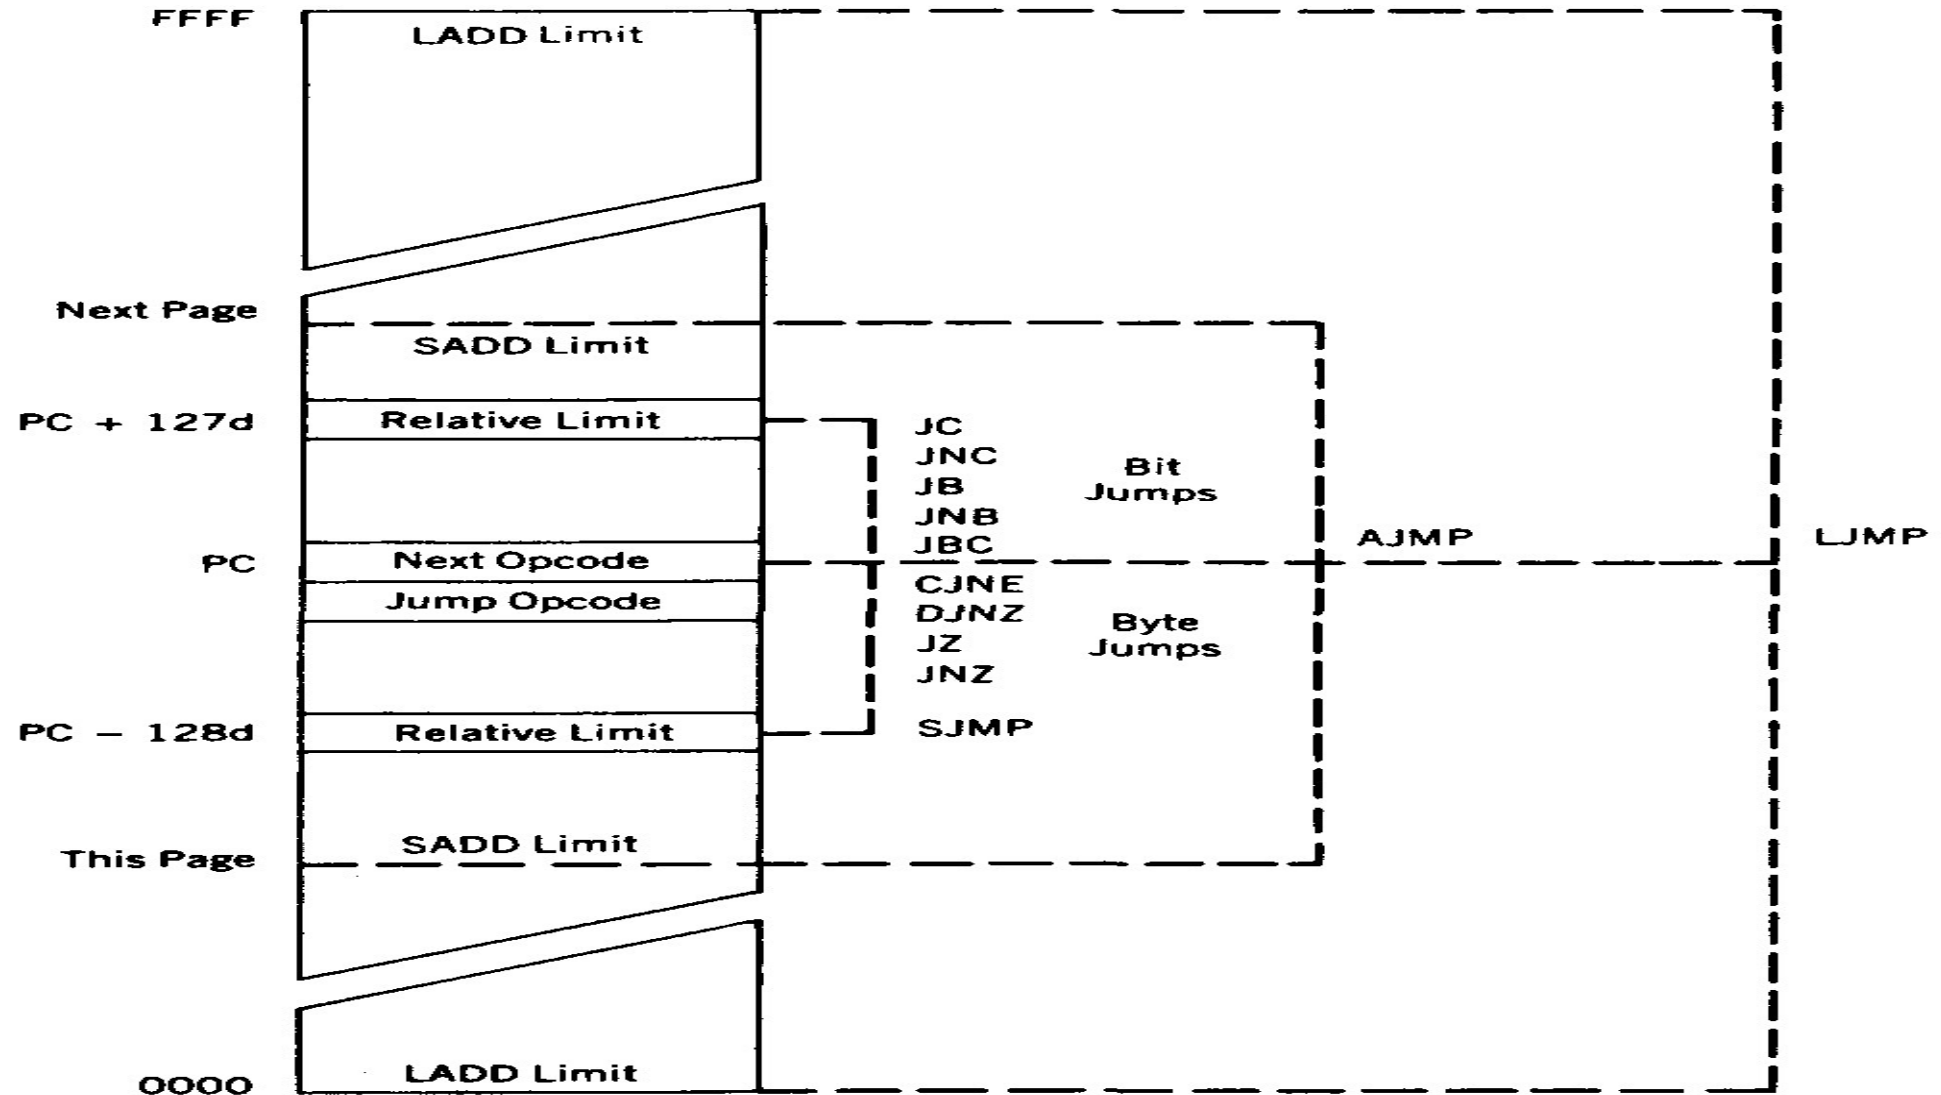 FFFF
LADD Limit
Next Page
SADD Limit
PC + 127d
Relative Limit
JC
JNC
JB
JNB
JBC
Bit
Jumps
AJMP
LJMP
PC
Next Opcode
Jump Opcode
CJNE
DJNZ
JZ
JNZ
Byte
Jumps
PC – 128d
Relative Limit
SJMP
This Page
SADD Limit
0000
LADD Limit